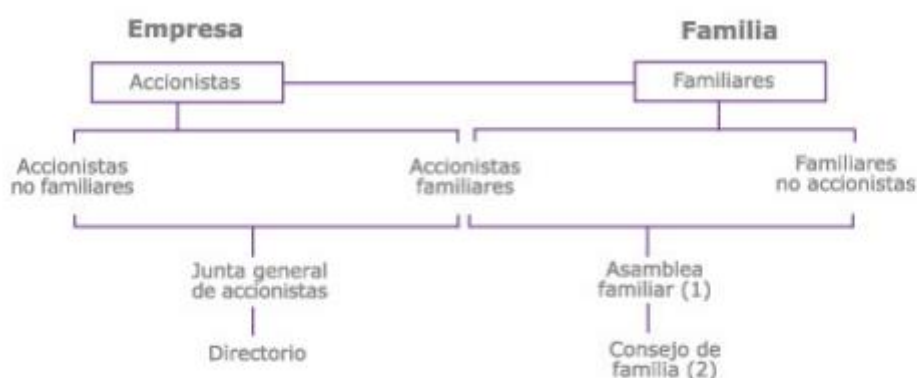 Empresa
Familia
Accionistas
Familiares
Accionistas
no familiares
Accionistas
familiares
Familiares
no accionistas
Junta general
de accionistas
Asamblea
familiar (1)
Directorio
Consejo de
familia (2)